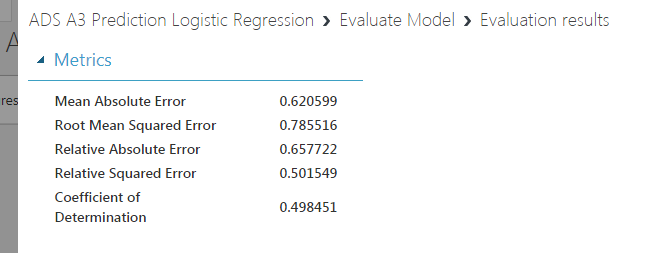 ADS A3 Prediction Logistic Regression › Evaluate Model › Evaluation results
Metrics
res
Mean Absolute Error 0.620599
Root Mean Squared Error 0.785516
Relative Absolute Error 0.657722
Relative Squared Error 0.501549
Coefficient of
Determination 0.498451